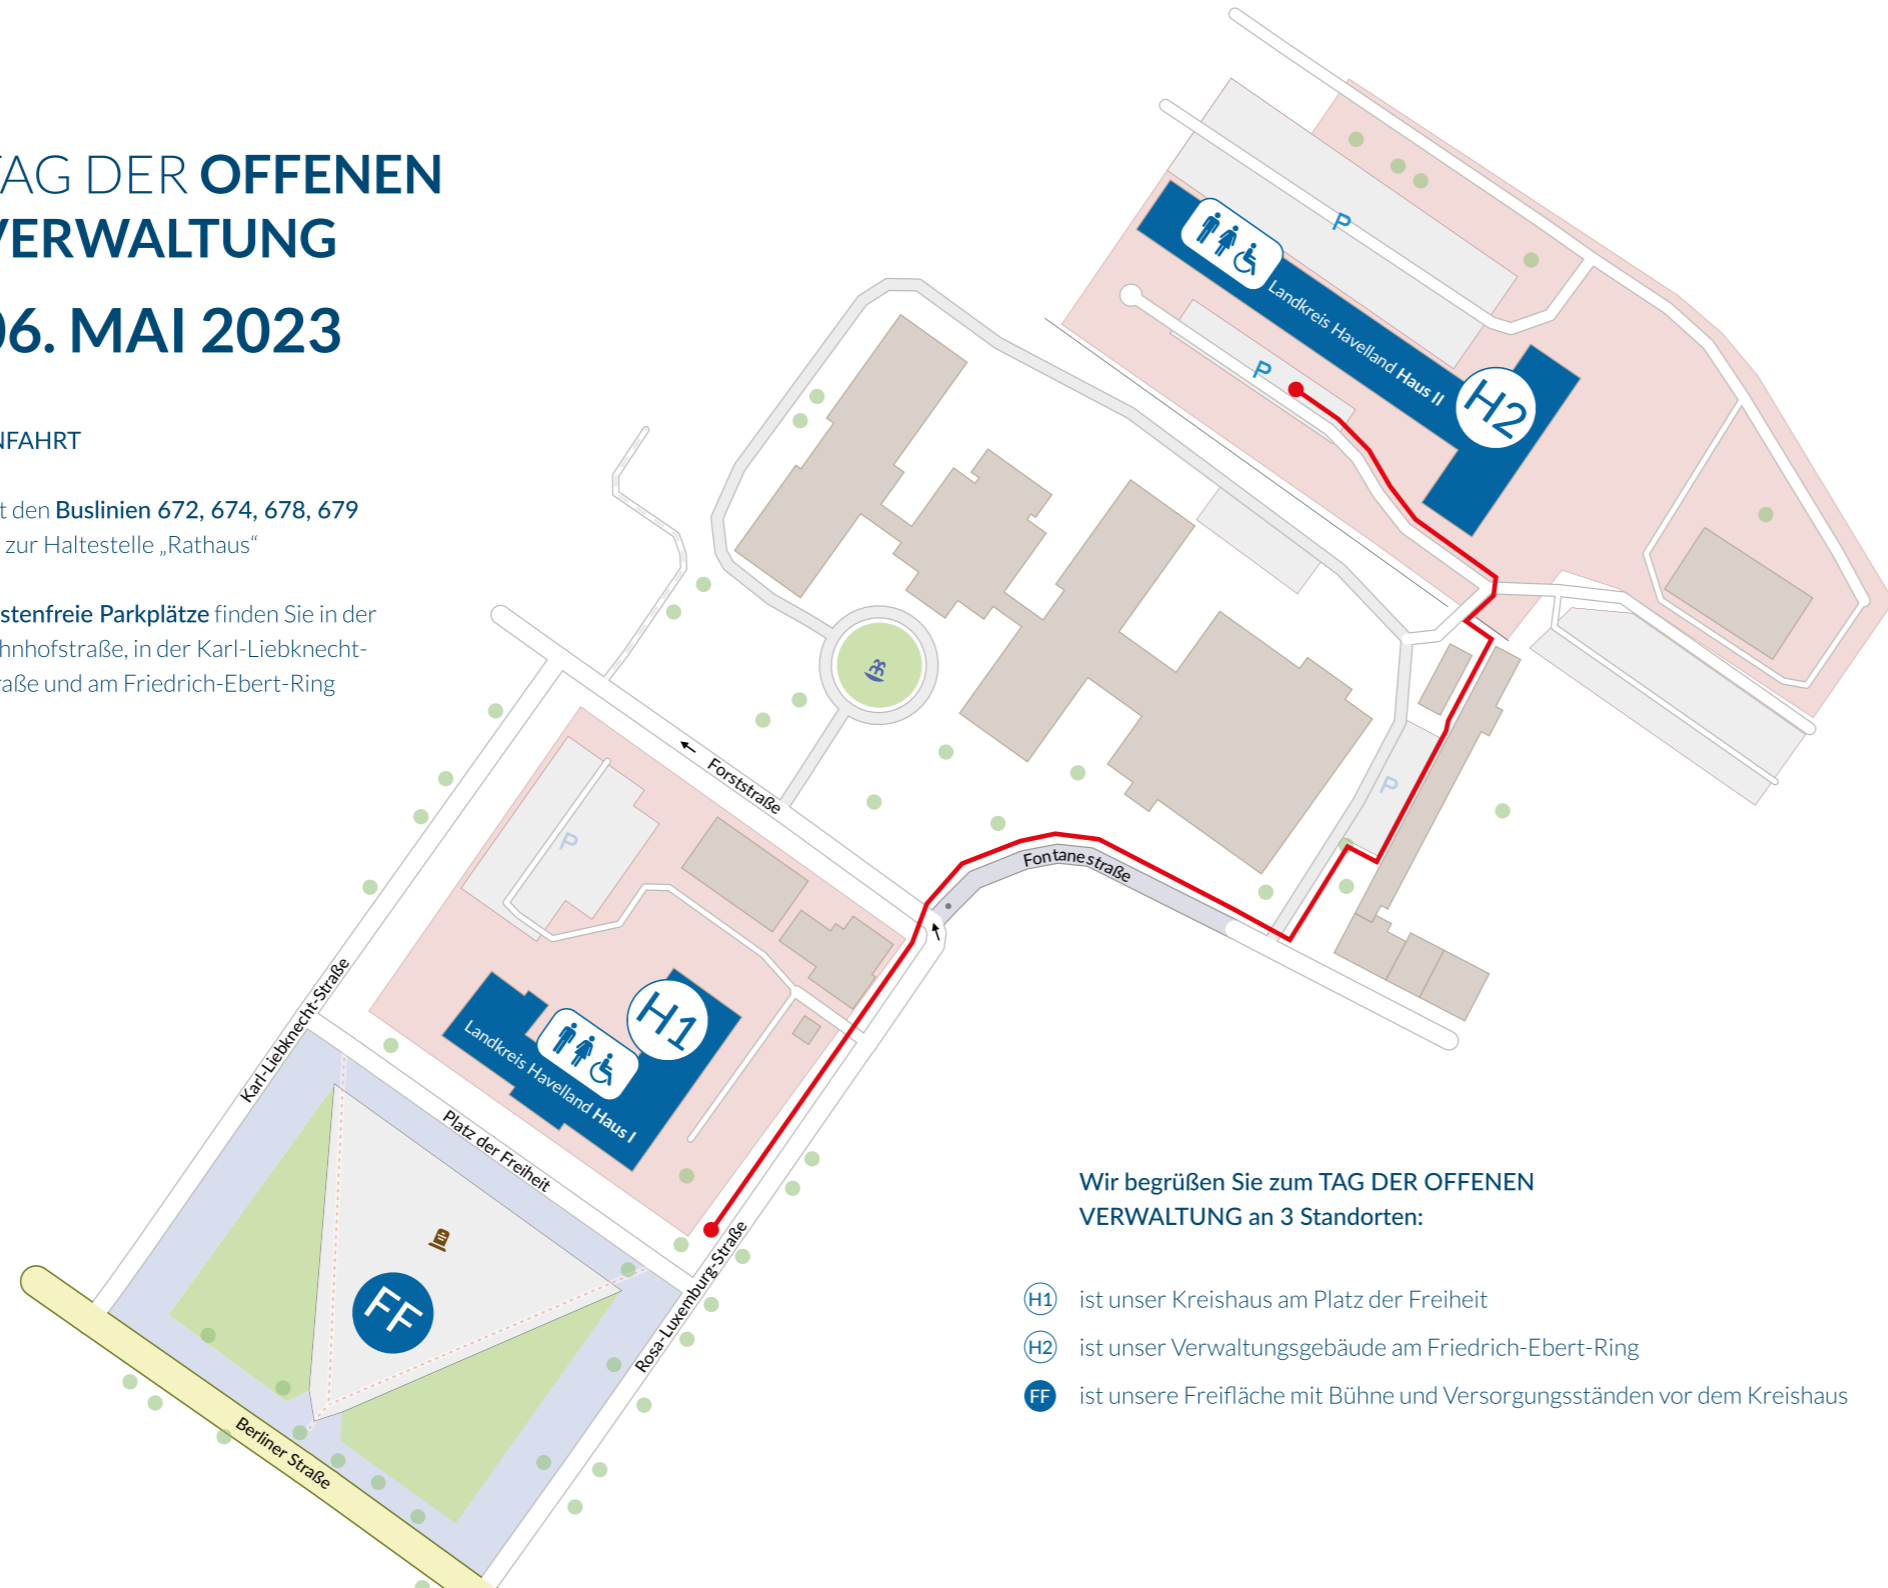 TAG DER OFFENEN
VERWALTUNG
06. MAI 2023
NFAHRT
t den Buslinien 672, 674, 678, 679
zur Haltestelle „Rathaus“
stenfreie Parkplätze finden Sie in der
hnhofstraße, in der Karl-Liebknecht-
raße und am Friedrich-Ebert-Ring
P
Landkreis Havelland Haus II
H2
P
P
Forststraße
P
Fontanestraße
H1
Landkreis Havelland Haus I
Karl-Liebknecht-Straße
Platz der Freiheit
Rosa-Luxemburg-Straße
FF
Berliner Straße
Wir begrüßen Sie zum TAG DER OFFENEN
VERWALTUNG an 3 Standorten:
H1 ist unser Kreishaus am Platz der Freiheit
H2 ist unser Verwaltungsgebäude am Friedrich-Ebert-Ring
FF ist unsere Freifläche mit Bühne und Versorgungsständen vor dem Kreishaus